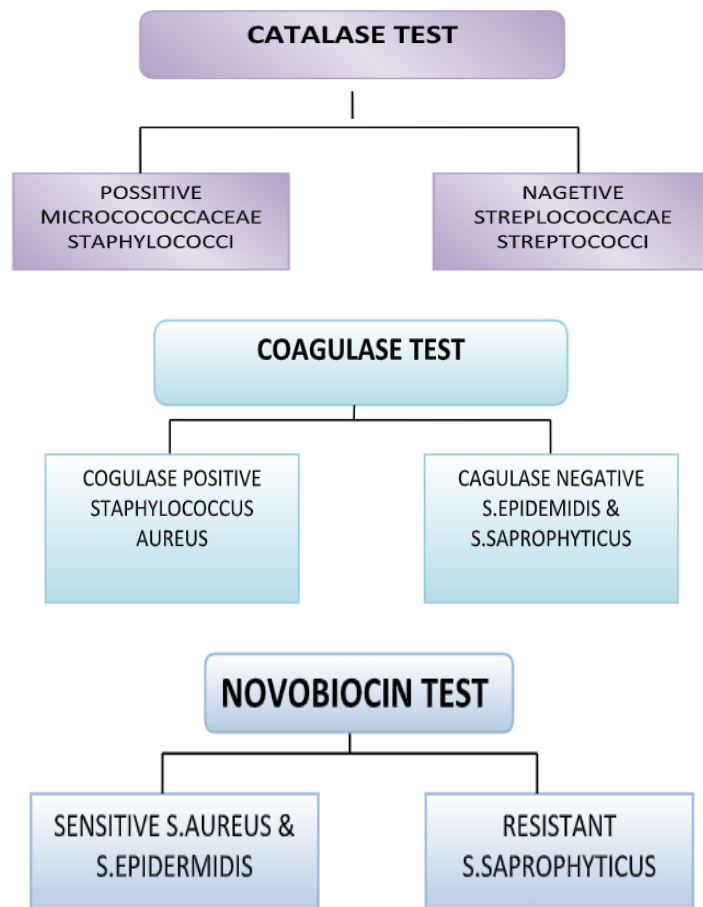 CATALASE TEST
POSSITIVE
MICROCOCOCCACEAE
STAPHYLOCOCCI
NAGETIVE
STREPLOCOCCACAE
STREPTOCOCCI
COAGULASE TEST
COGULASE POSITIVE
STAPHYLOCOCCUS
AUREUS
CAGULASE NEGATIVE
S.EPIDEMIDIS &
S.SAPROPHYTICUS
NOVOBIOCIN TEST
SENSITIVE S.AUREUS &
S.EPIDERMIDIS
RESISTANT
S.SAPROPHYTICUS